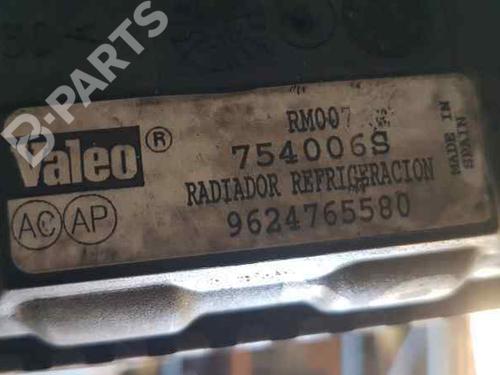 B-PARTS
Valeo ®
RM007
754006S
RADIADOR REFRIGERACION
9624765580
AC AP
MADE IN
SPAIN